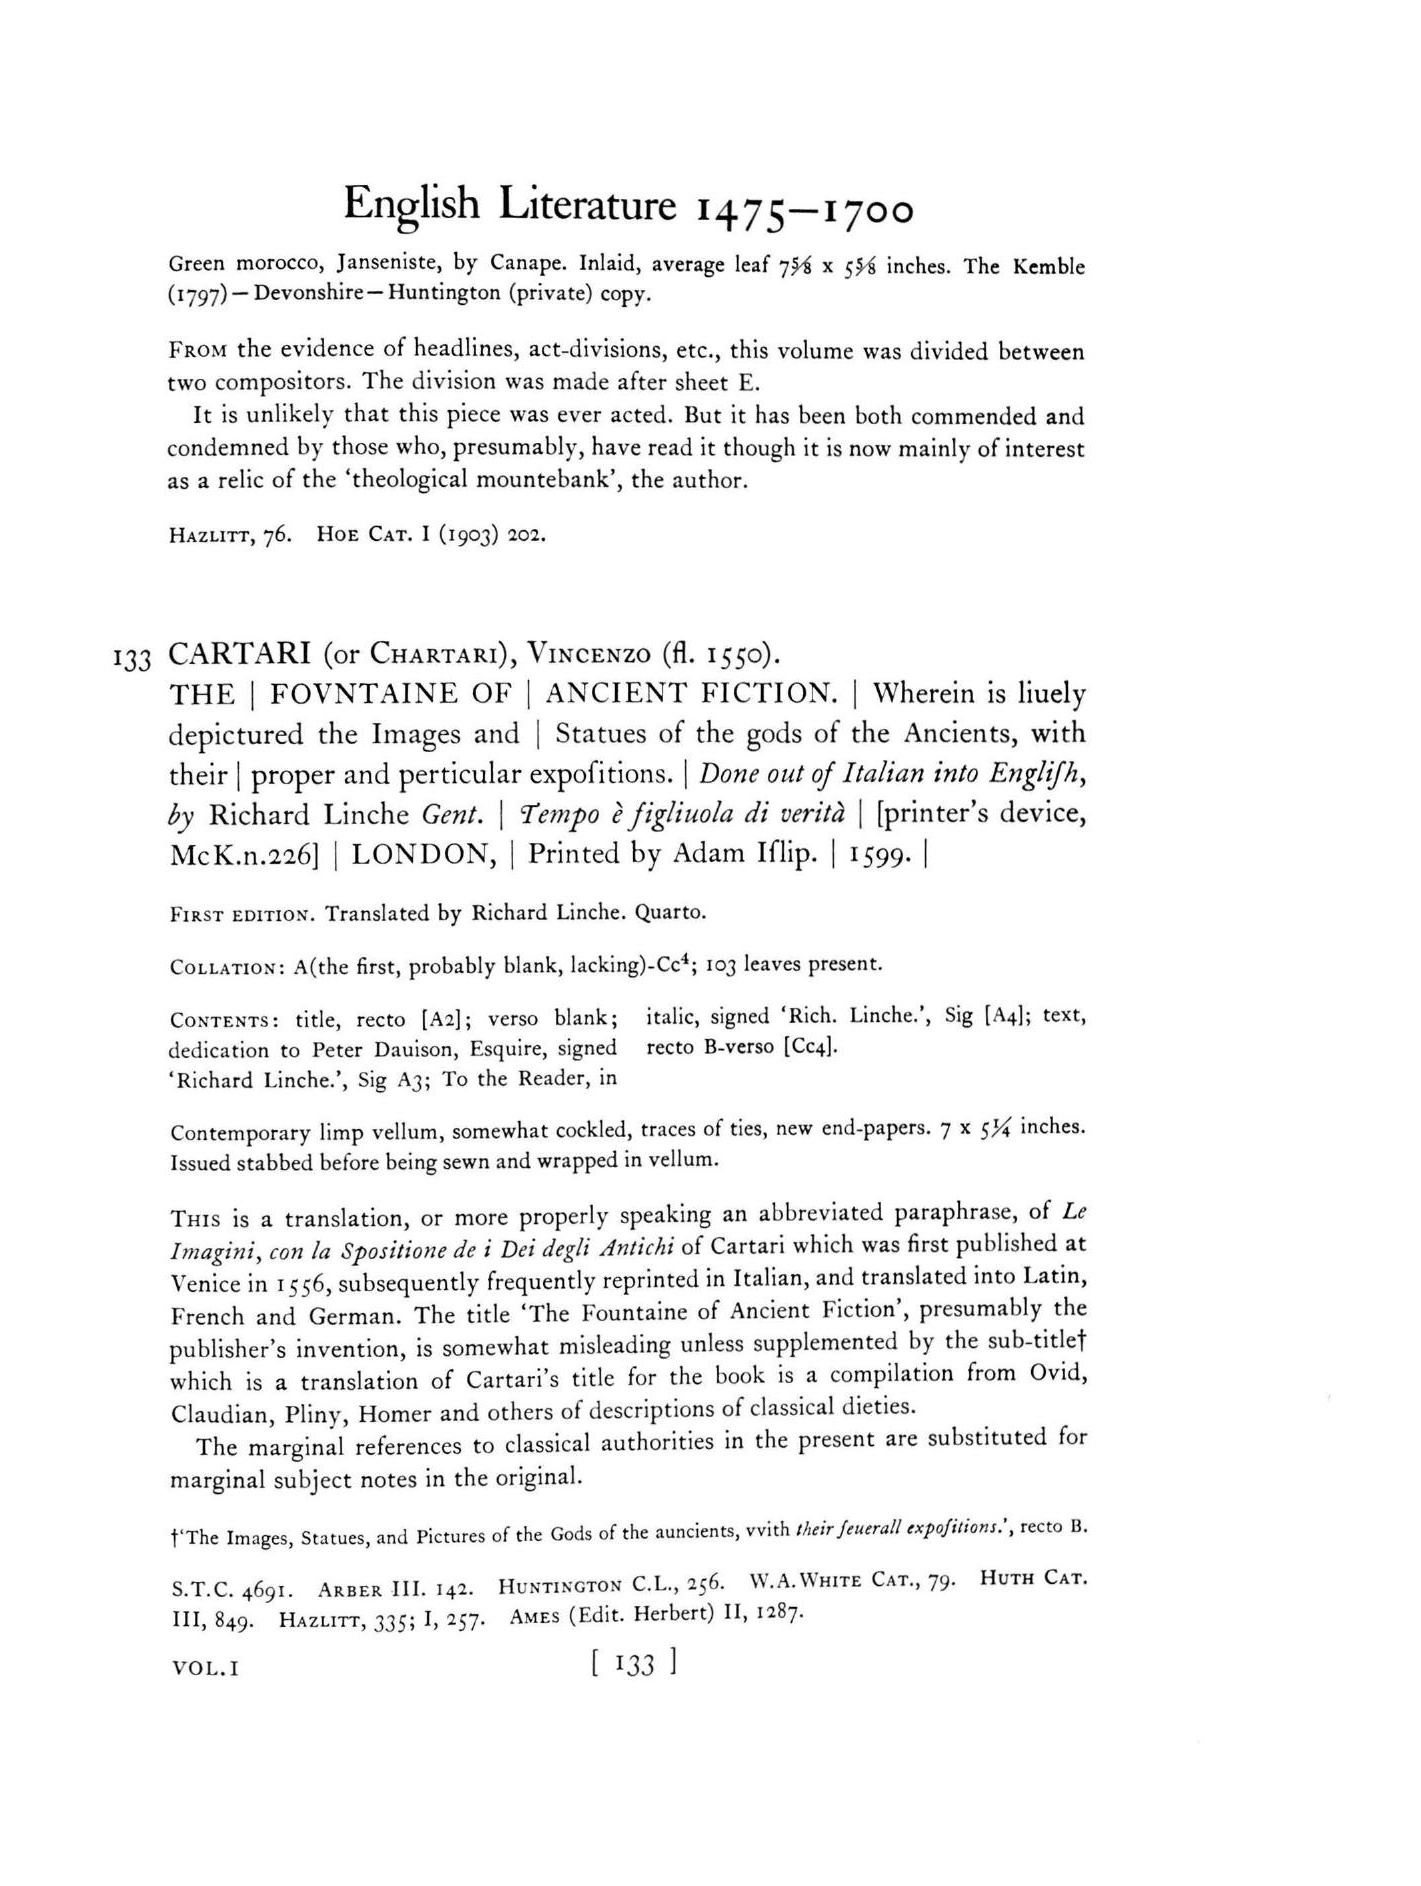 English Literature 1475—1700
Green morocco, Janseniste, by Canape. Inlaid, average leaf 7⅝ x 5⅝ inches. The Kemble
(1797)—Devonshire—Huntington (private) copy.
FROM the evidence of headlines, act-divisions, etc., this volume was divided between
two compositors. The division was made after sheet E.
It is unlikely that this piece was ever acted. But it has been both commended and
condemned by those who, presumably, have read it though it is now mainly of interest
as a relic of the ‘theological mountebank’, the author.
HAZLITT, 76. HOE CAT. I (1903) 202.
133 CARTARI (or CHARTARI), VINCENZO (fl. 1550).
THE | FOVNTAINE OF | ANCIENT FICTION. | Wherein is liuely
depictured the Images and | Statues of the gods of the Ancients, with
their | proper and perticular expoſitions. | Done out of Italian into Engliſh,
by Richard Linche Gent. | Tempo è figliuola di verità | [printer’s device,
McK.n.226] | LONDON, | Printed by Adam Iſlip. | 1599. |
FIRST EDITION. Translated by Richard Linche. Quarto.
COLLATION: A(the first, probably blank, lacking)-Cc⁴; 103 leaves present.
CONTENTS: title, recto [A2]; verso blank;
dedication to Peter Dauison, Esquire, signed
‘Richard Linche.’, Sig A3; To the Reader, in
italic, signed ‘Rich. Linche.’, Sig [A4]; text,
recto B-verso [Cc4].
Contemporary limp vellum, somewhat cockled, traces of ties, new end-papers. 7 x 5¼ inches.
Issued stabbed before being sewn and wrapped in vellum.
THIS is a translation, or more properly speaking an abbreviated paraphrase, of Le
Imagini, con la Spositione de i Dei degli Antichi of Cartari which was first published at
Venice in 1556, subsequently frequently reprinted in Italian, and translated into Latin,
French and German. The title ‘The Fountaine of Ancient Fiction’, presumably the
publisher’s invention, is somewhat misleading unless supplemented by the sub-title†
which is a translation of Cartari’s title for the book is a compilation from Ovid,
Claudian, Pliny, Homer and others of descriptions of classical dieties.
The marginal references to classical authorities in the present are substituted for
marginal subject notes in the original.
†‘The Images, Statues, and Pictures of the Gods of the auncients, vvith their ſeuerall expoſitions.’, recto B.
S.T.C. 4691. ARBER III. 142. HUNTINGTON C.L., 256. W.A.WHITE CAT., 79. HUTH CAT.
III, 849. HAZLITT, 335; I, 257. AMES (Edit. Herbert) II, 1287.
VOL.I [ 133 ]